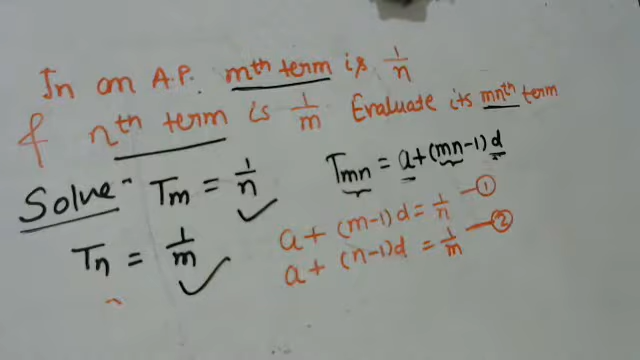 In an A.P. mth term is 1/n
& nth term is 1/m Evaluate its mnth term
Solve- Tm = 1/n
Tmn = a+(mn-1)d
Tn = 1/m
a + (m-1)d = 1/n —①
a + (n-1)d = 1/m —②